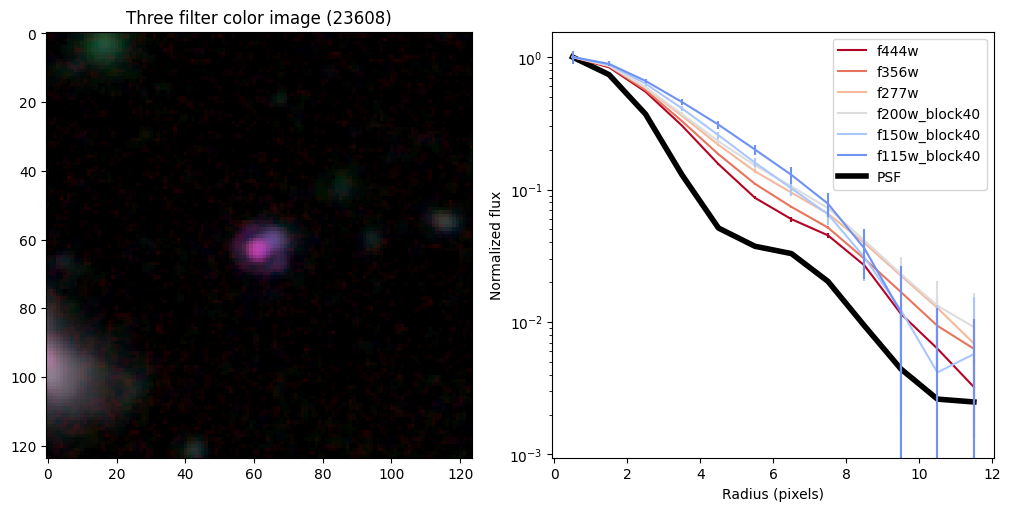 Three filter color image (23608)
0
20
40
60
80
100
120
0 20 40 60 80 100 120
Normalized flux
10⁰
10⁻¹
10⁻²
10⁻³
f444w
f356w
f277w
f200w_block40
f150w_block40
f115w_block40
PSF
0 2 4 6 8 10 12
Radius (pixels)